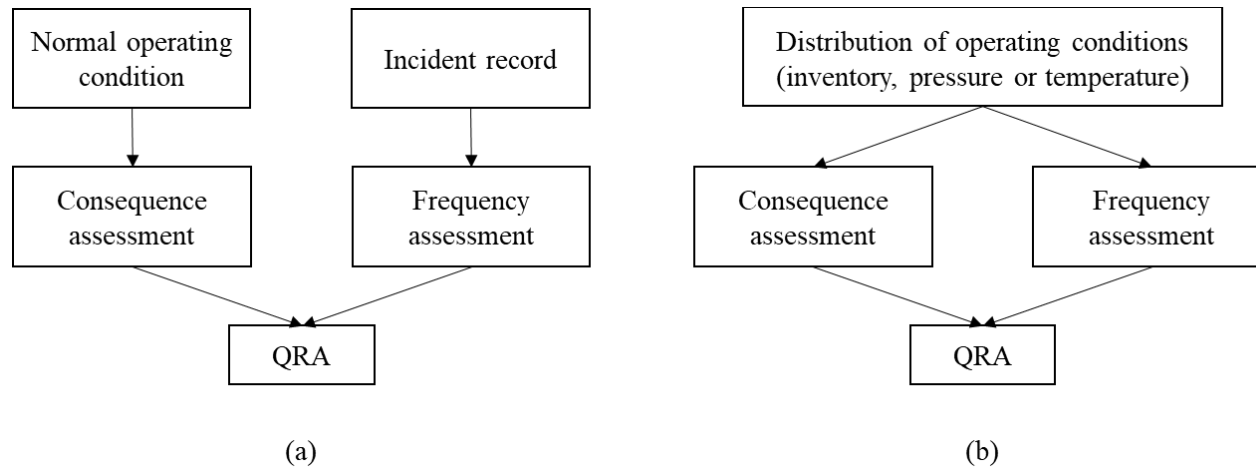 Normal operating
condition
Incident record
Consequence
assessment
Frequency
assessment
QRA
(a)
Distribution of operating conditions
(inventory, pressure or temperature)
Consequence
assessment
Frequency
assessment
QRA
(b)